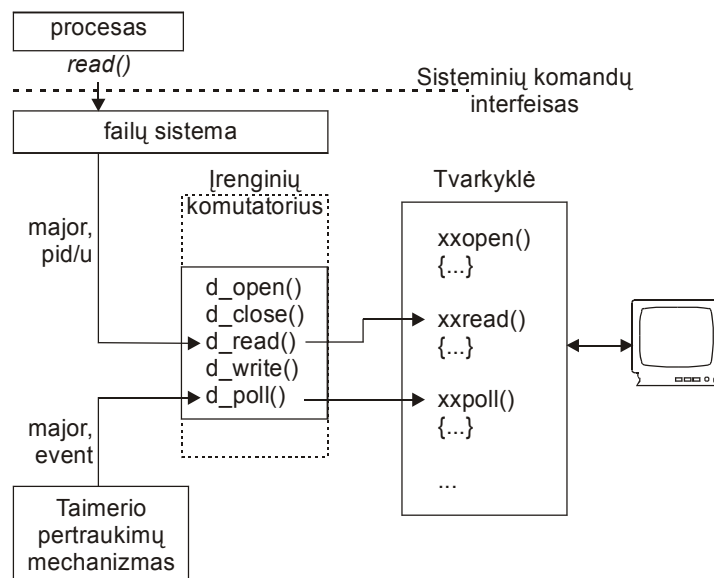 procesas
read()
Sisteminių komandų
interfeisas
failų sistema
major,
pid/u
Įrenginių
komutatorius
d_open()
d_close()
d_read()
d_write()
d_poll()
Tvarkyklė
xxopen()
{...}
xxread()
{...}
xxpoll()
{...}
...
major,
event
Taimerio
pertraukimų
mechanizmas